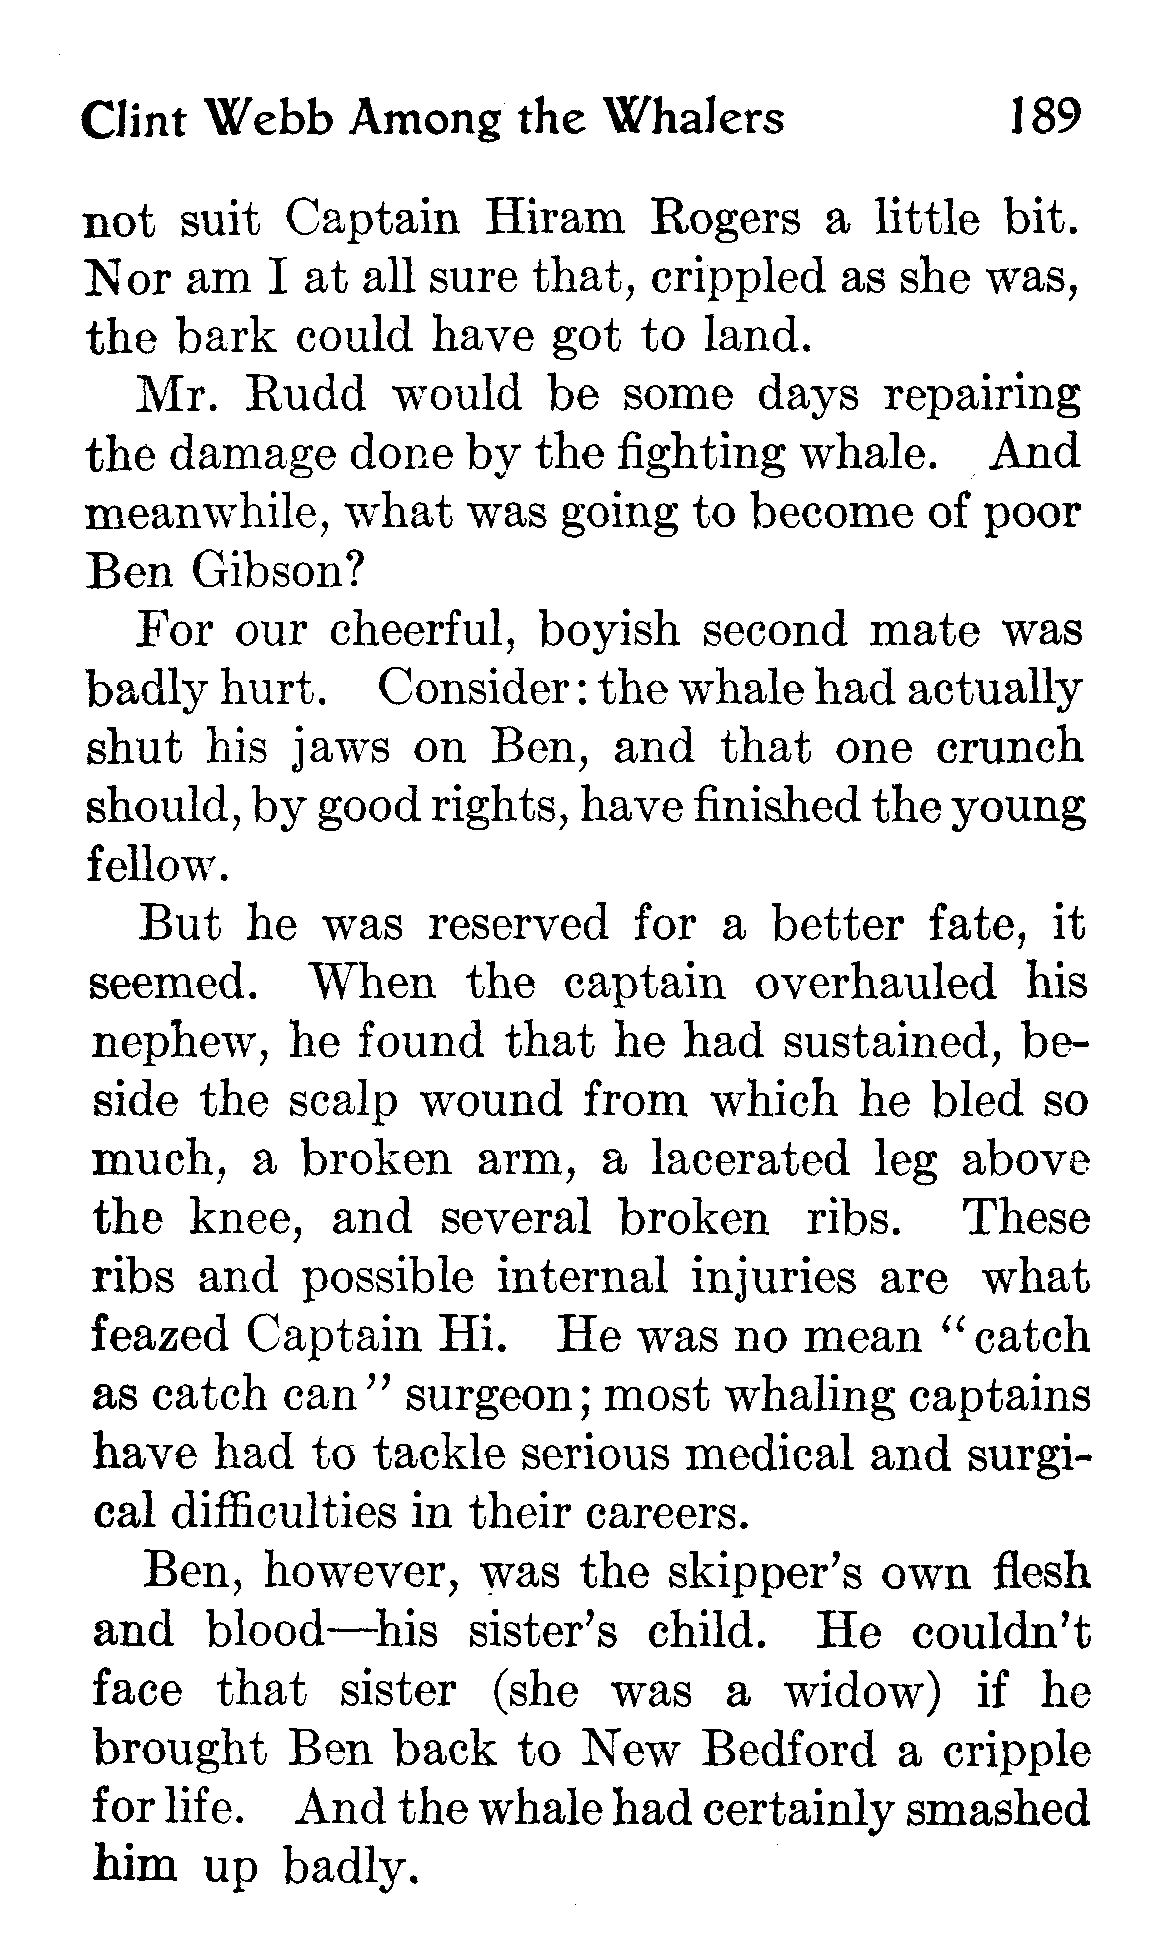 Clint Webb Among the Whalers 189
not suit Captain Hiram Rogers a little bit.
Nor am I at all sure that, crippled as she was,
the bark could have got to land.
Mr. Rudd would be some days repairing
the damage done by the fighting whale. And
meanwhile, what was going to become of poor
Ben Gibson?
For our cheerful, boyish second mate was
badly hurt. Consider: the whale had actually
shut his jaws on Ben, and that one crunch
should, by good rights, have finished the young
fellow.
But he was reserved for a better fate, it
seemed. When the captain overhauled his
nephew, he found that he had sustained, be-
side the scalp wound from which he bled so
much, a broken arm, a lacerated leg above
the knee, and several broken ribs. These
ribs and possible internal injuries are what
feazed Captain Hi. He was no mean “catch
as catch can” surgeon; most whaling captains
have had to tackle serious medical and surgi-
cal difficulties in their careers.
Ben, however, was the skipper’s own flesh
and blood—his sister’s child. He couldn’t
face that sister (she was a widow) if he
brought Ben back to New Bedford a cripple
for life. And the whale had certainly smashed
him up badly.